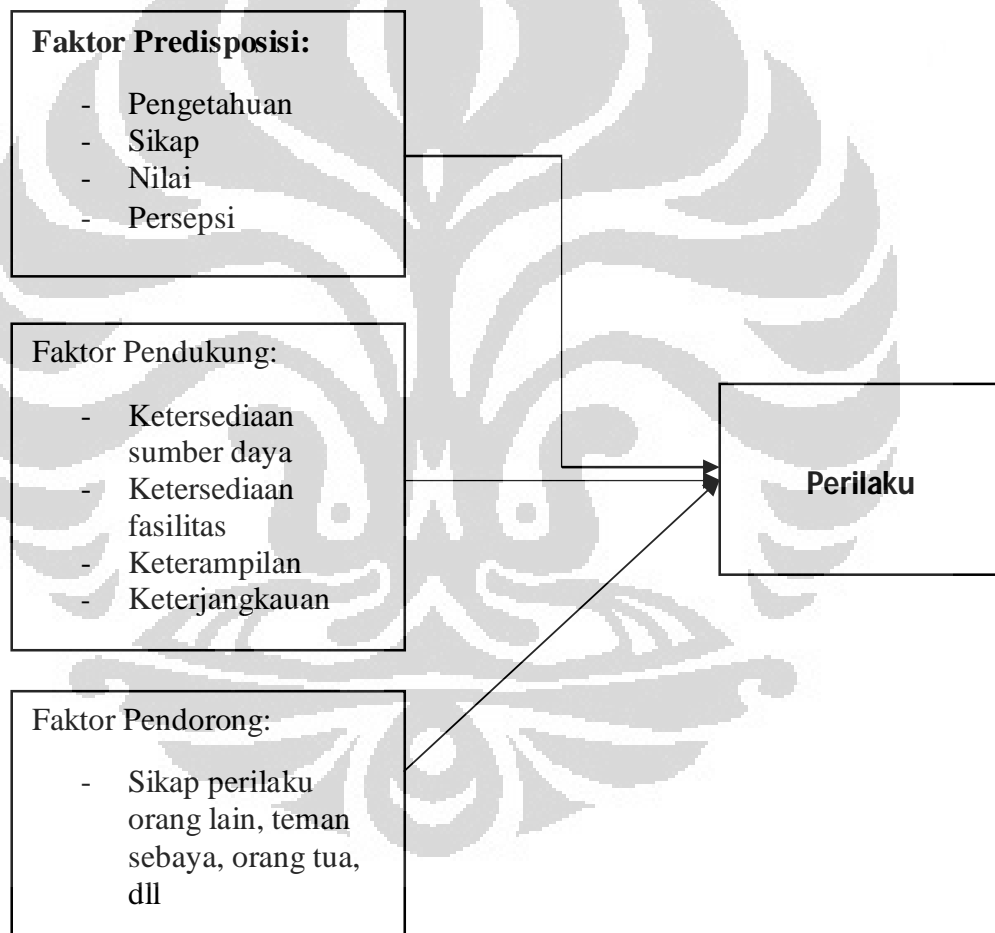 Faktor Predisposisi:
- Pengetahuan
- Sikap
- Nilai
- Persepsi
Faktor Pendukung:
- Ketersediaan
sumber daya
- Ketersediaan
fasilitas
- Keterampilan
- Keterjangkauan
Faktor Pendorong:
- Sikap perilaku
orang lain, teman
sebaya, orang tua,
dll
Perilaku